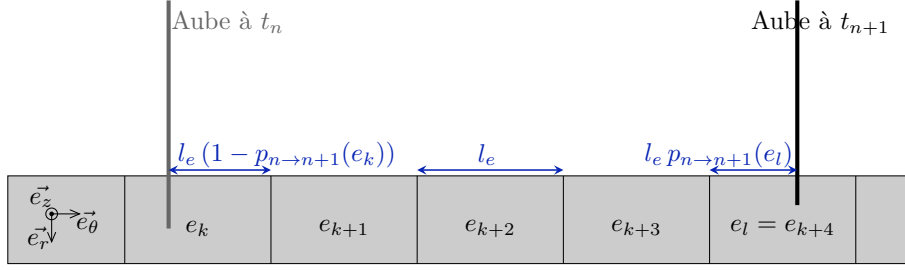 Aube à $t_n$ Aube à $t_{n+1}$
$l_e\,(1 - p_{n\to n+1}(e_k))$ $l_e$ $l_e\,p_{n\to n+1}(e_l)$
$\vec{e_z}$
$\vec{e_\theta}$ $e_k$ $e_{k+1}$ $e_{k+2}$ $e_{k+3}$ $e_l = e_{k+4}$
$\vec{e_r}$